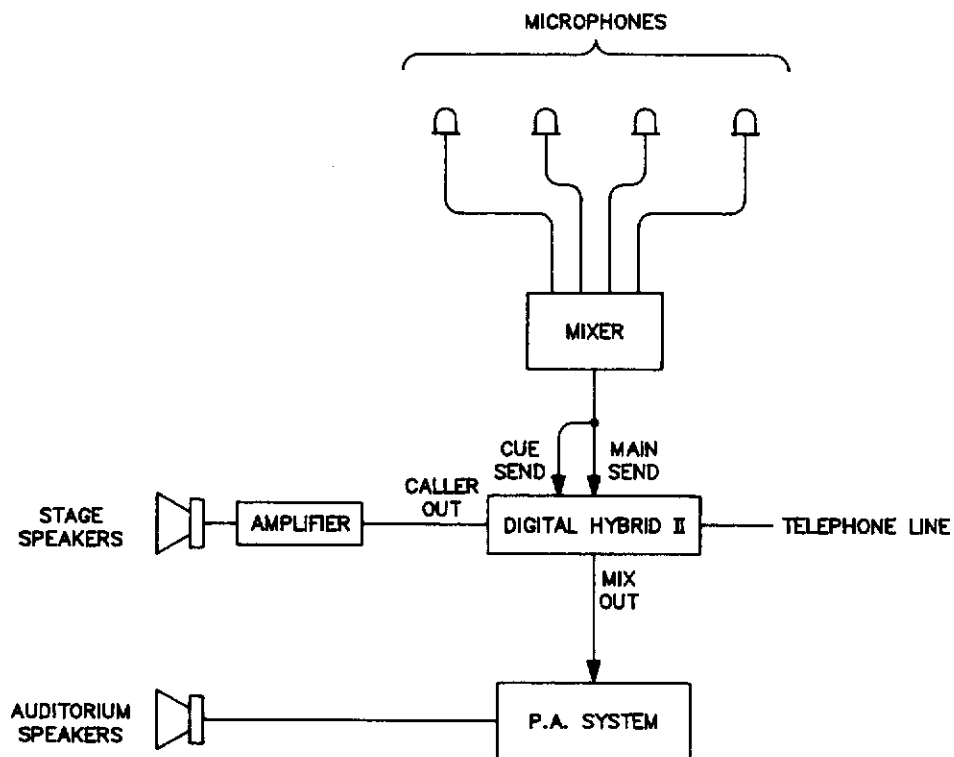 MICROPHONES
MIXER
CUE
SEND
MAIN
SEND
CALLER
OUT
STAGE
SPEAKERS
AMPLIFIER
DIGITAL HYBRID II
TELEPHONE LINE
MIX
OUT
AUDITORIUM
SPEAKERS
P.A. SYSTEM